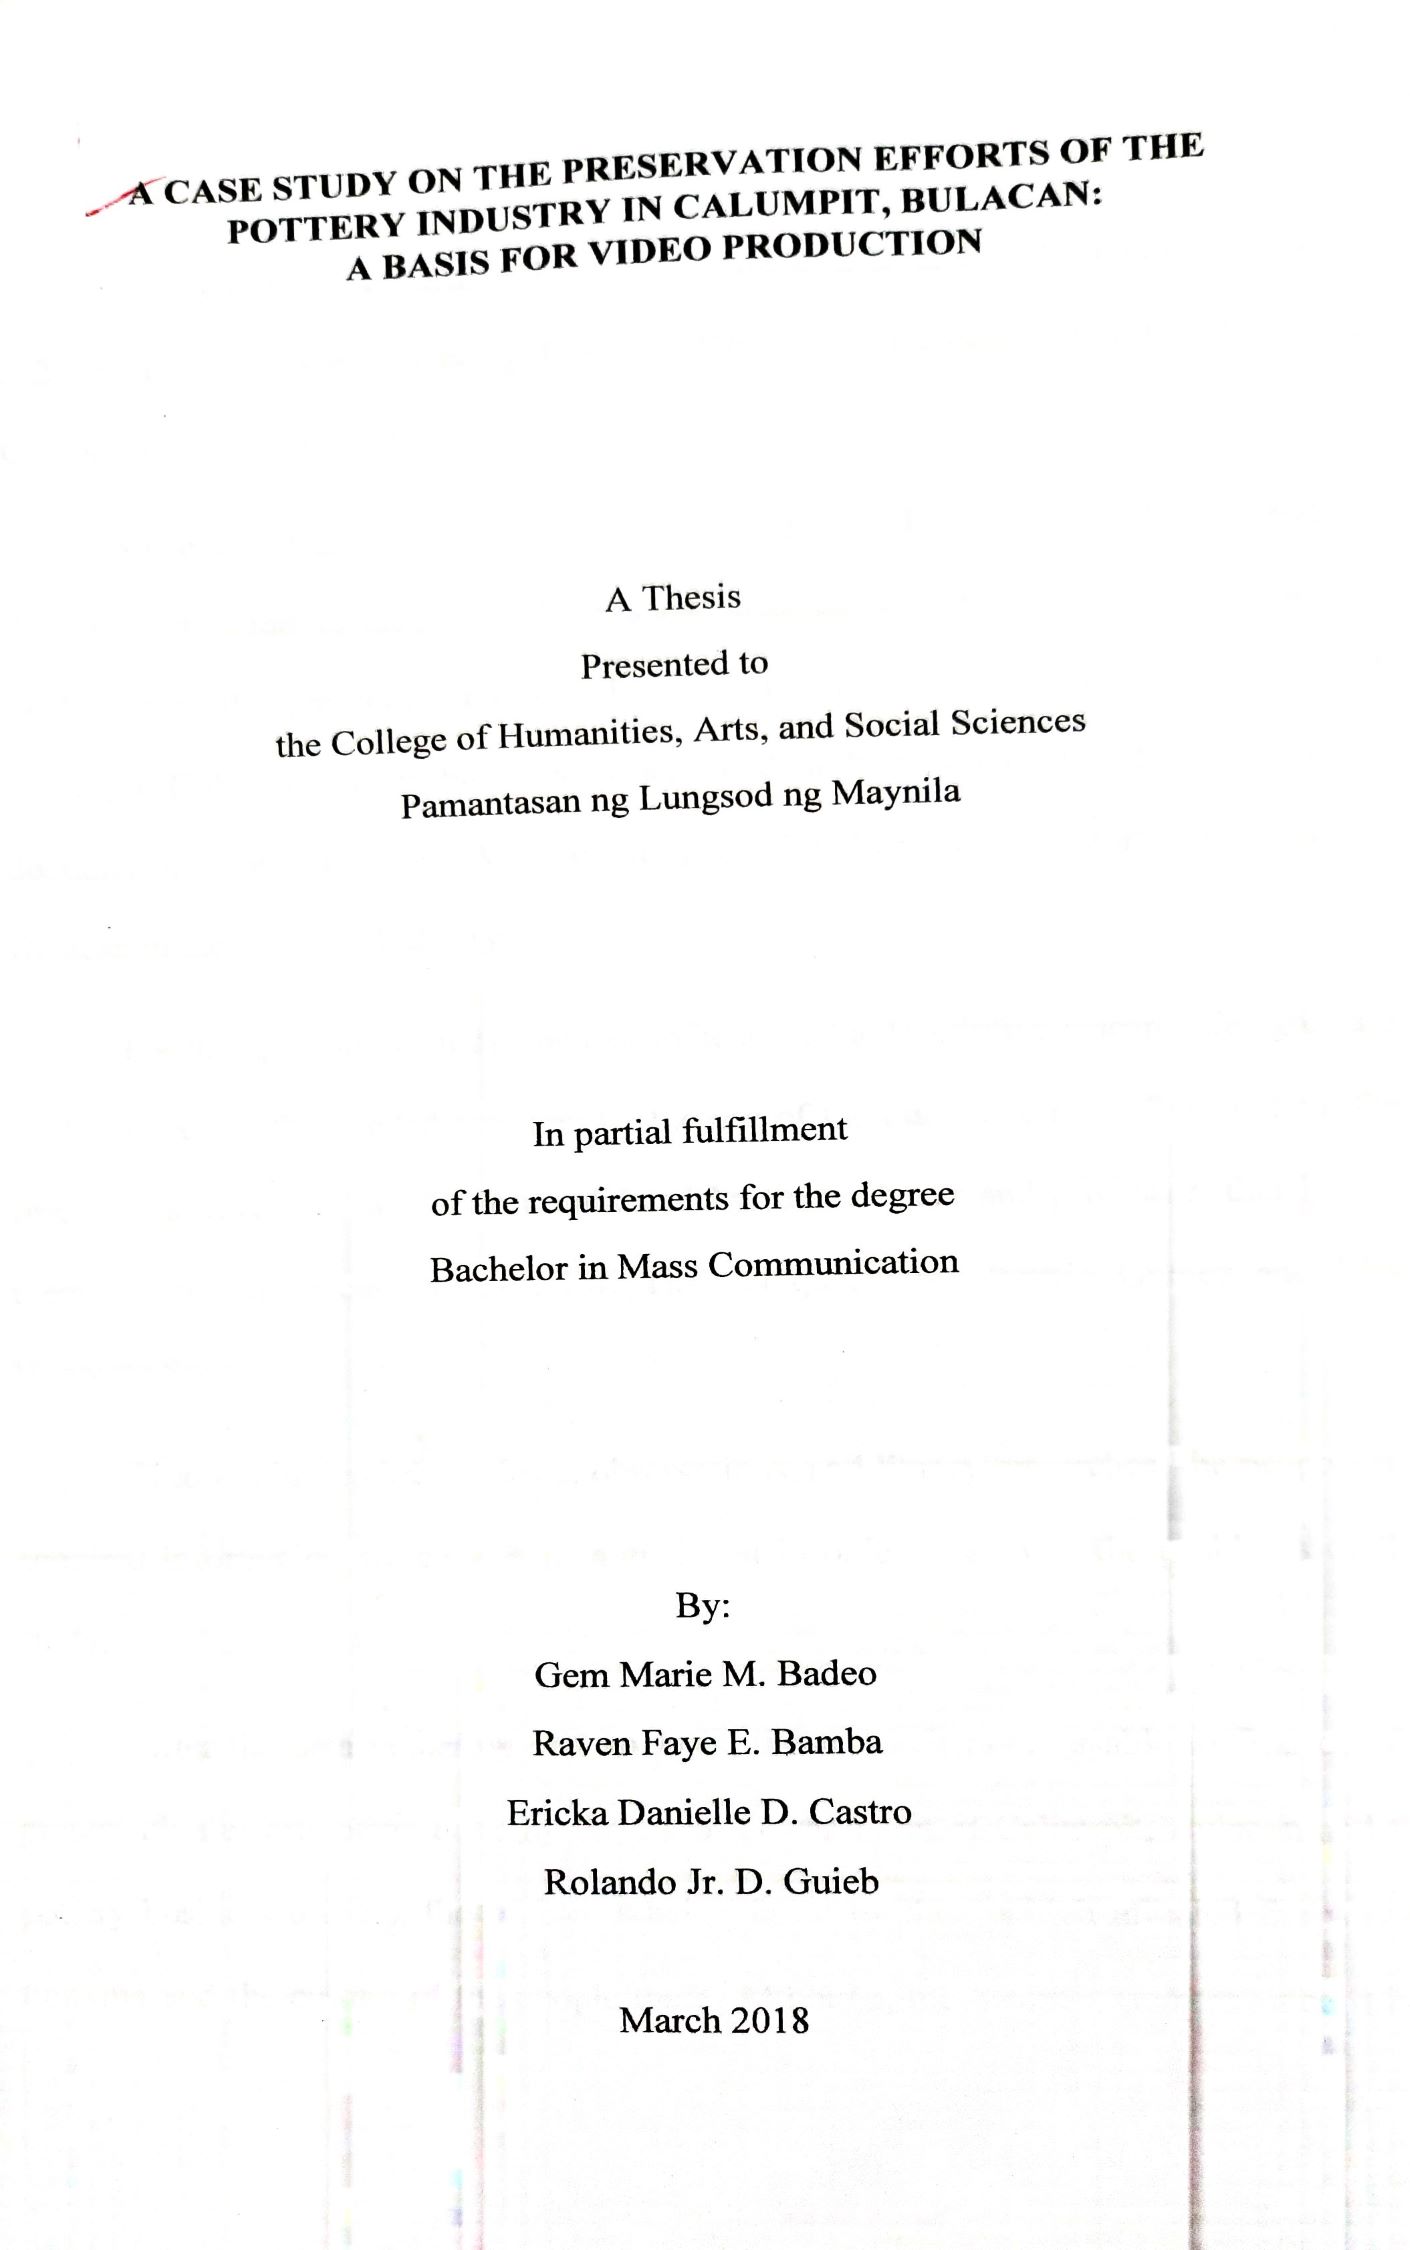 A CASE STUDY ON THE PRESERVATION EFFORTS OF THE
POTTERY INDUSTRY IN CALUMPIT, BULACAN:
A BASIS FOR VIDEO PRODUCTION
A Thesis
Presented to
the College of Humanities, Arts, and Social Sciences
Pamantasan ng Lungsod ng Maynila
In partial fulfillment
of the requirements for the degree
Bachelor in Mass Communication
By:
Gem Marie M. Badeo
Raven Faye E. Bamba
Ericka Danielle D. Castro
Rolando Jr. D. Guieb
March 2018